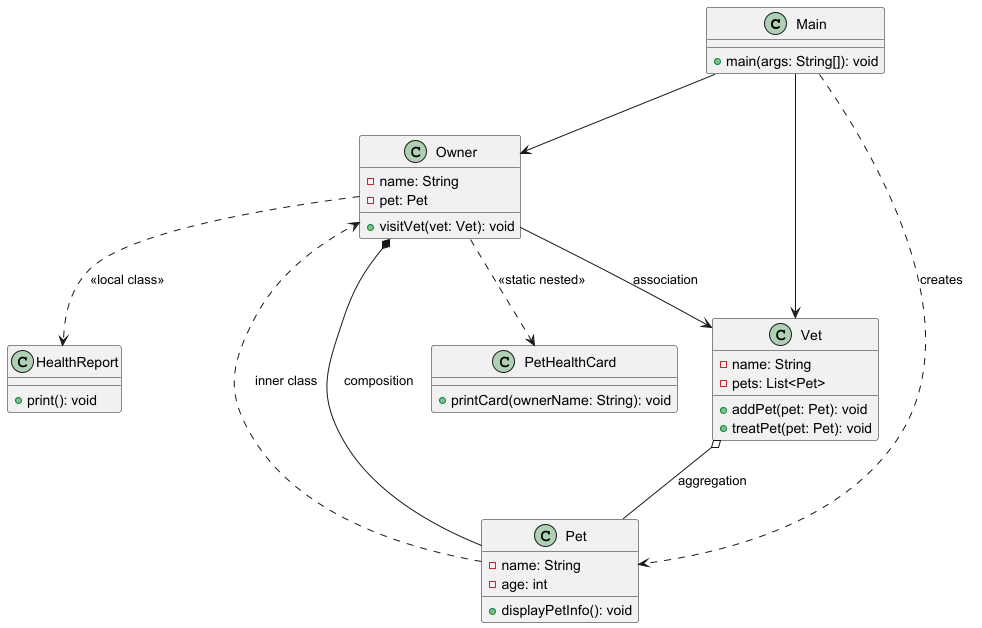 C Main
main(args: String[]): void
C Owner
name: String
pet: Pet
visitVet(vet: Vet): void
«local class»
«static nested»
association
creates
C HealthReport
print(): void
inner class
composition
C PetHealthCard
printCard(ownerName: String): void
C Vet
name: String
pets: List<Pet>
addPet(pet: Pet): void
treatPet(pet: Pet): void
aggregation
C Pet
name: String
age: int
displayPetInfo(): void